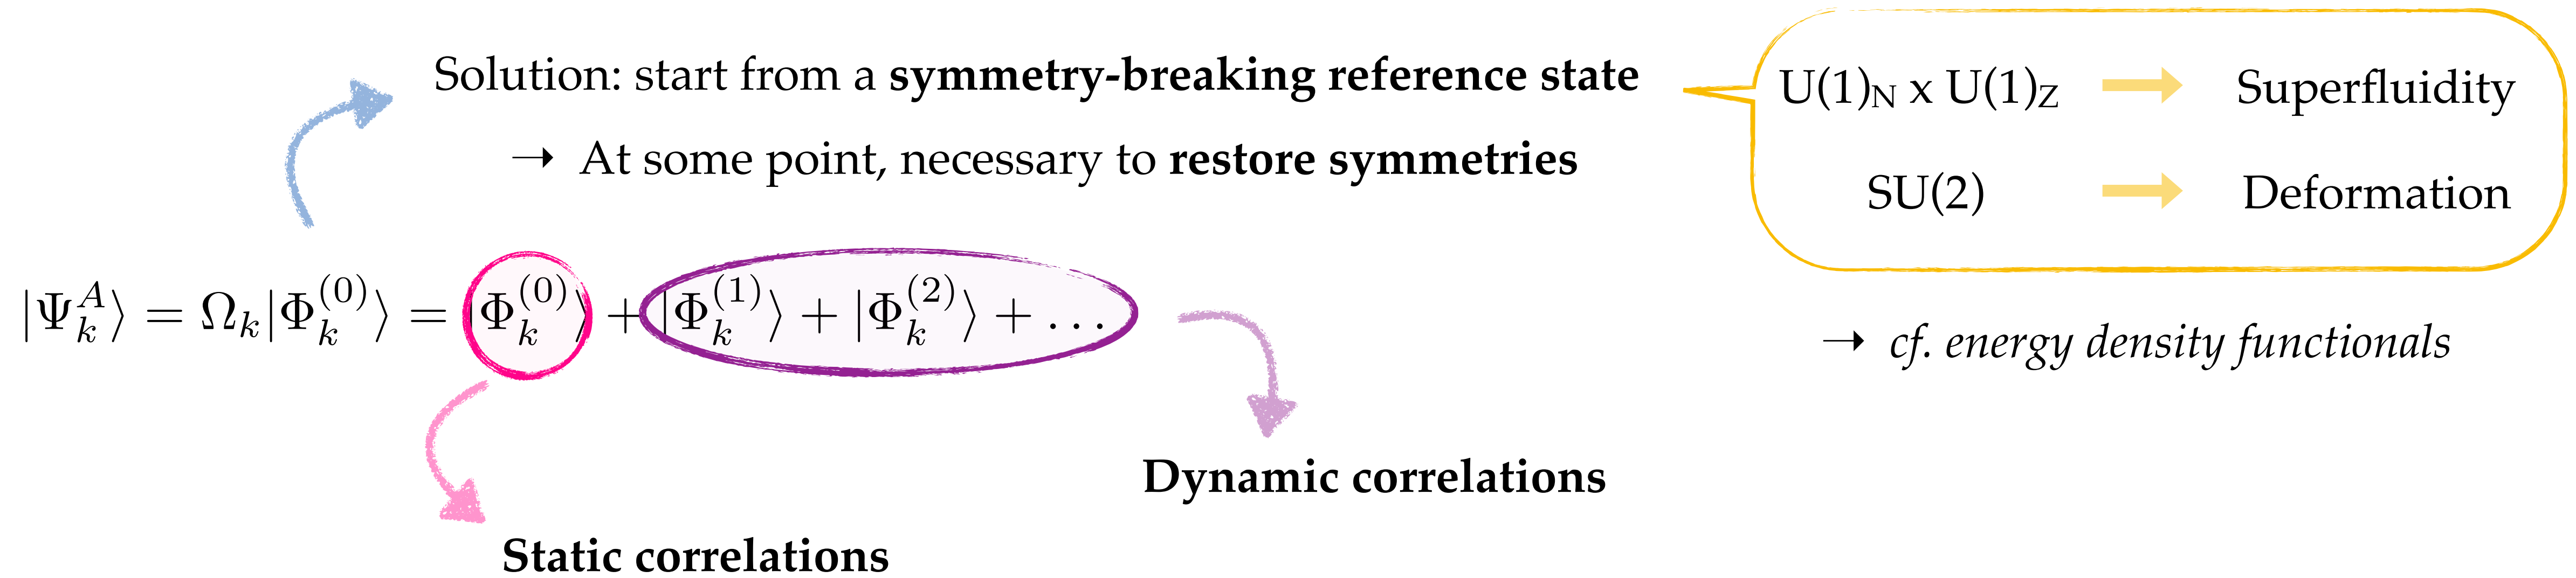 Solution: start from a symmetry-breaking reference state
→ At some point, necessary to restore symmetries
U(1)_N x U(1)_Z → Superfluidity
SU(2) → Deformation
|Ψ_k^A⟩ = Ω_k|Φ_k^{(0)}⟩ = |Φ_k^{(0)}⟩ + |Φ_k^{(1)}⟩ + |Φ_k^{(2)}⟩ + ...
→ cf. energy density functionals
Dynamic correlations
Static correlations